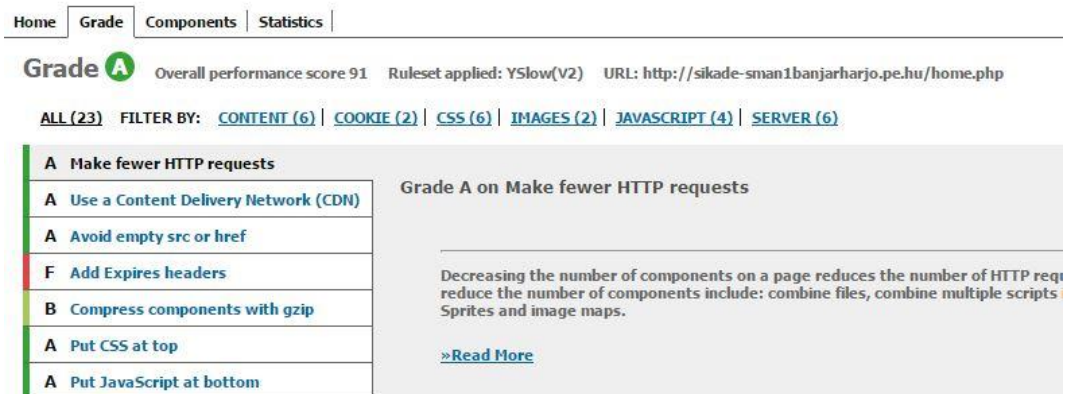 Home Grade Components Statistics
Grade A Overall performance score 91 Ruleset applied: YSlow(V2) URL: http://sikade-sman1banjarharjo.pe.hu/home.php
ALL (23) FILTER BY: CONTENT (6) COOKIE (2) CSS (6) IMAGES (2) JAVASCRIPT (4) SERVER (6)
A Make fewer HTTP requests
A Use a Content Delivery Network (CDN)
A Avoid empty src or href
F Add Expires headers
B Compress components with gzip
A Put CSS at top
A Put JavaScript at bottom
Grade A on Make fewer HTTP requests
Decreasing the number of components on a page reduces the number of HTTP
reduce the number of components include: combine files, combine multiple scripts
Sprites and image maps.
»Read More